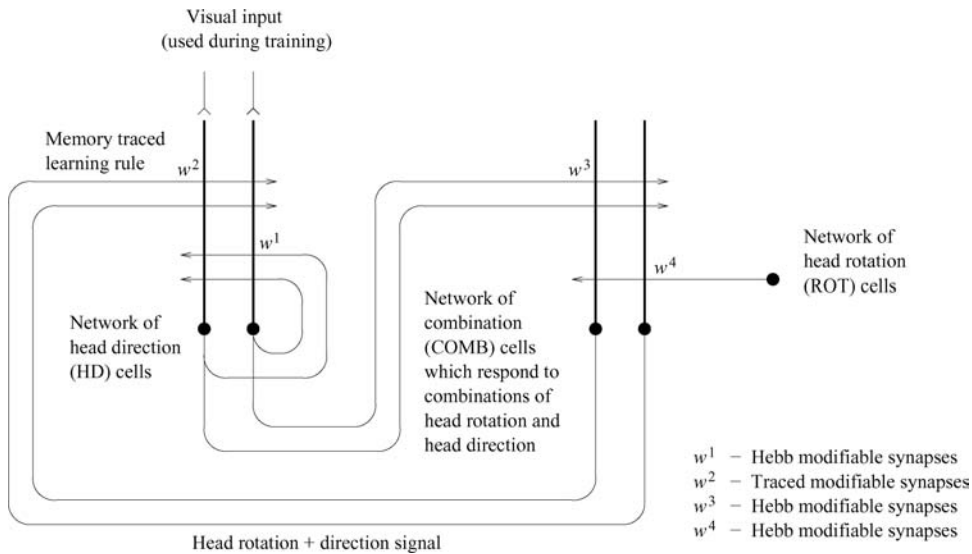 Visual input
(used during training)
Memory traced
learning rule
w²
w³
w¹
w⁴
Network of
head rotation
(ROT) cells
Network of
head direction
(HD) cells
Network of
combination
(COMB) cells
which respond to
combinations of
head rotation and
head direction
w¹ – Hebb modifiable synapses
w² – Traced modifiable synapses
w³ – Hebb modifiable synapses
w⁴ – Hebb modifiable synapses
Head rotation + direction signal